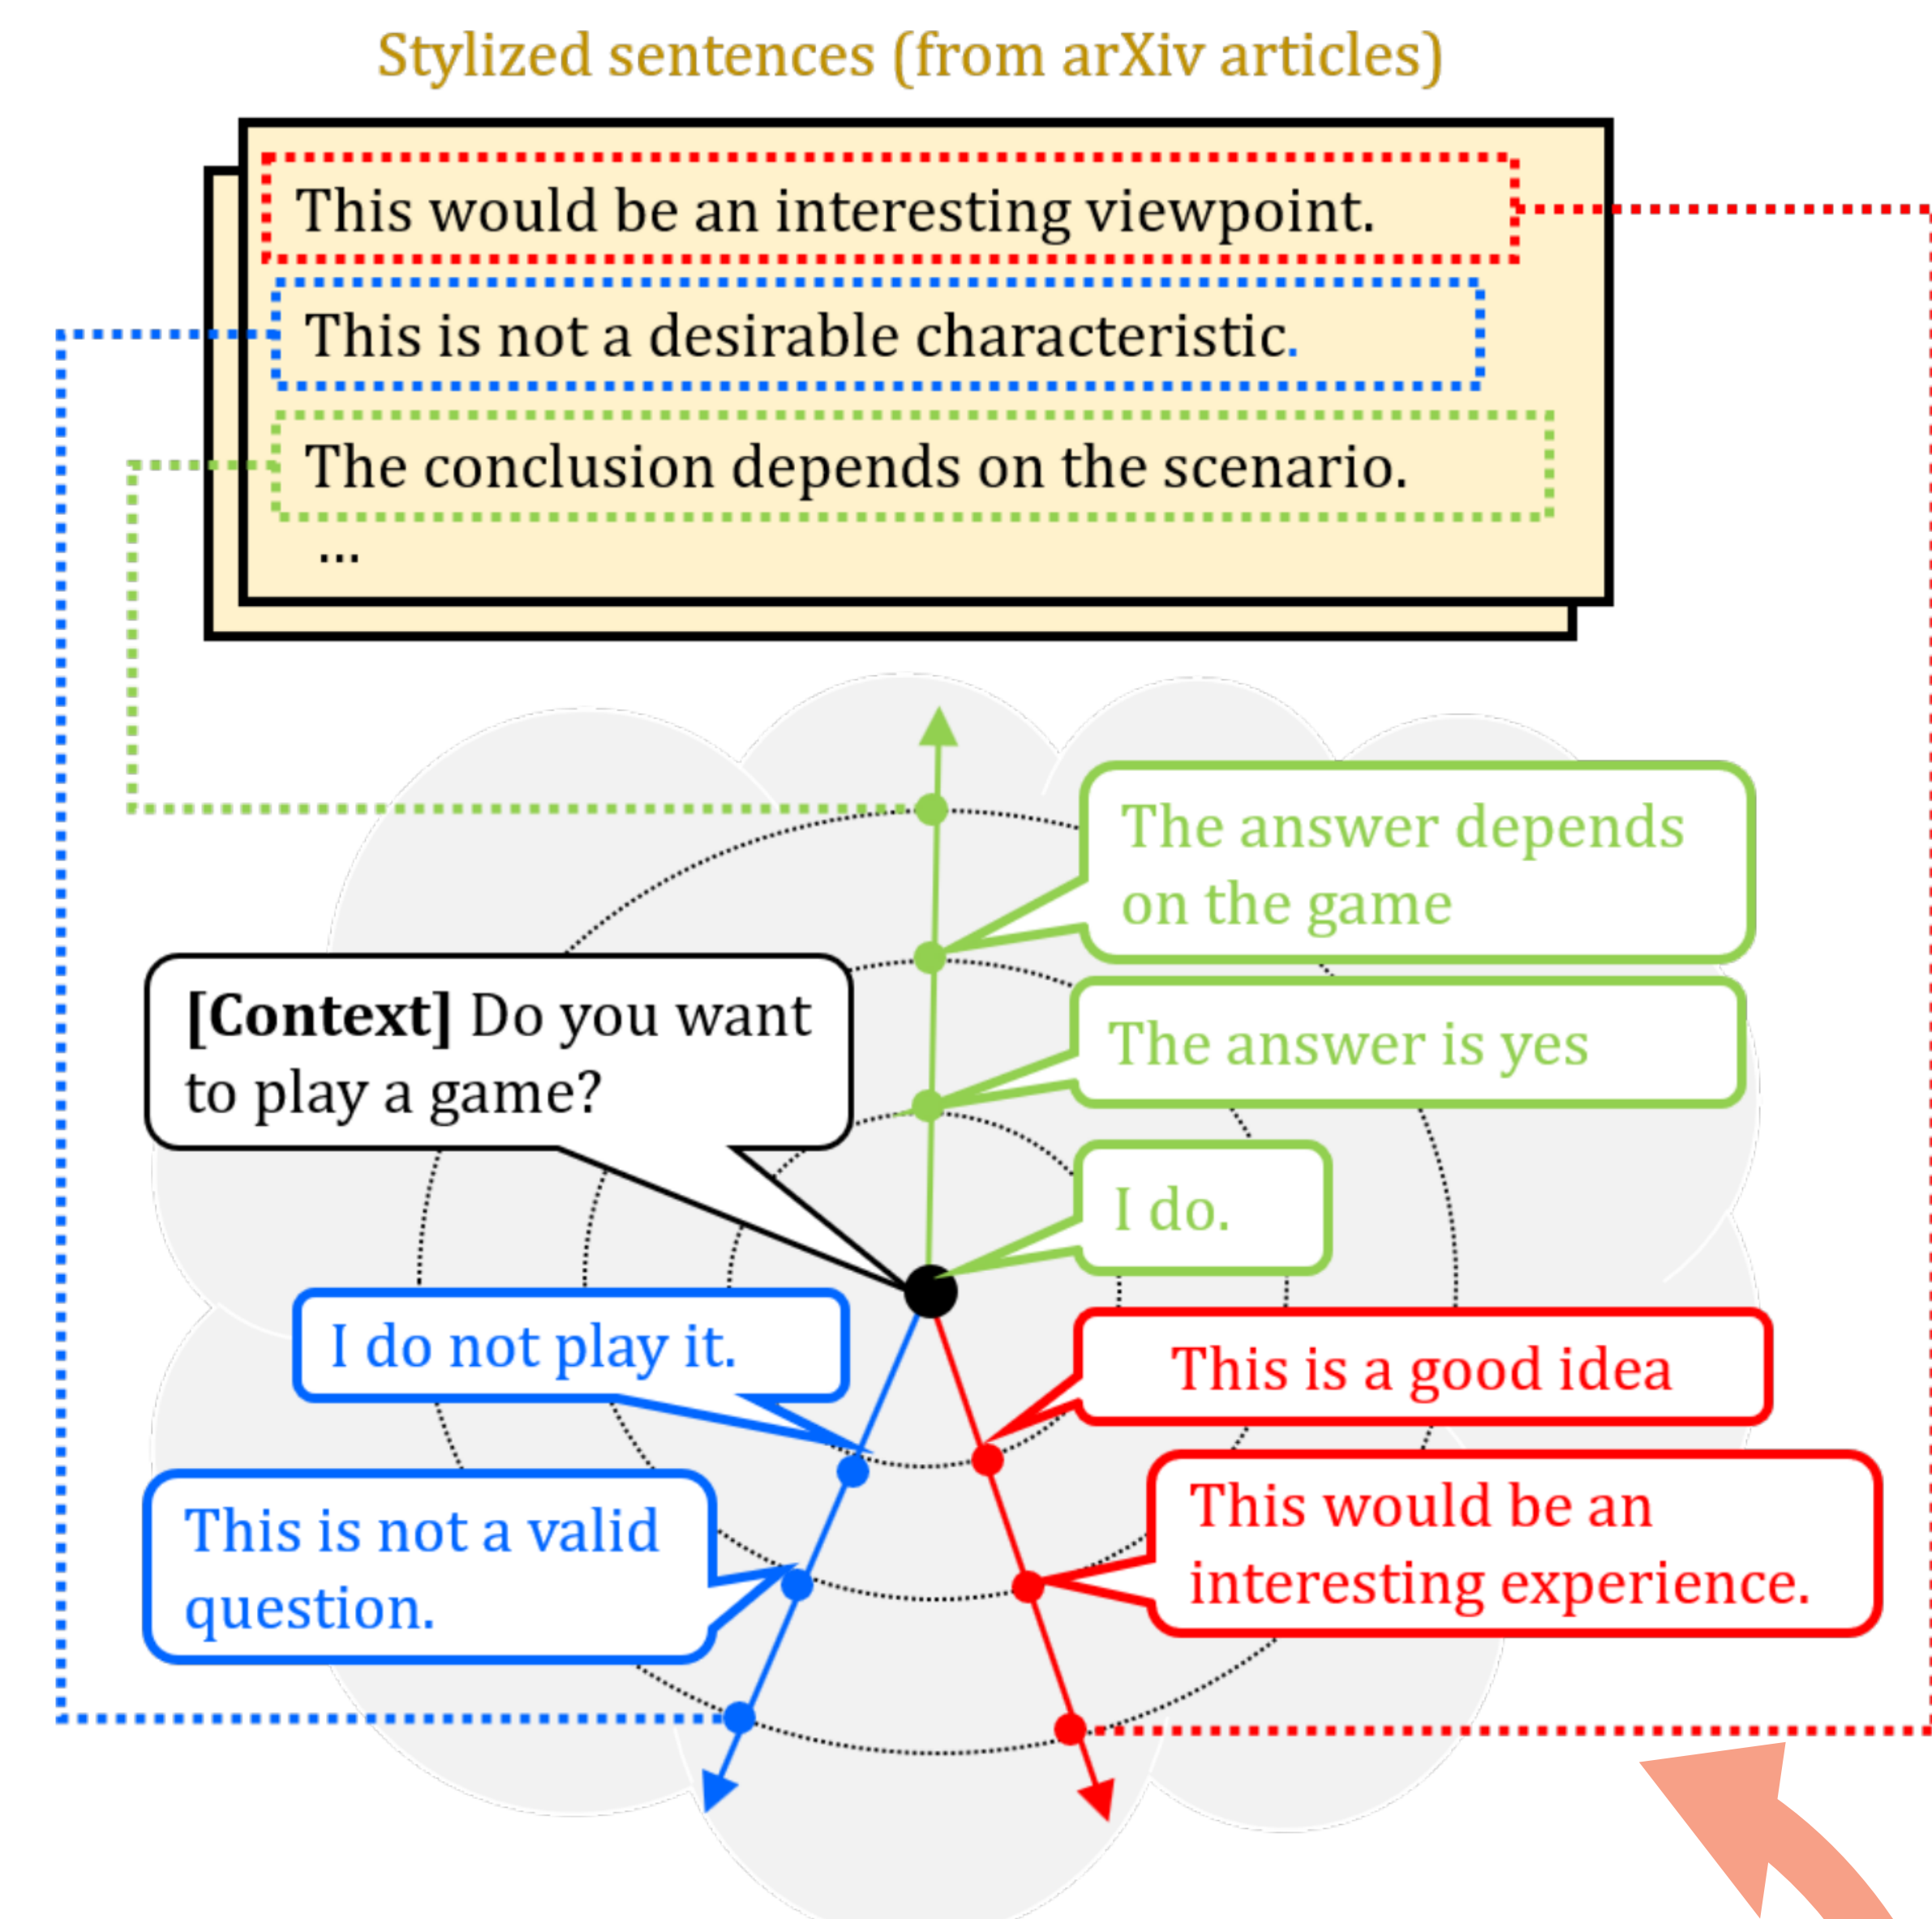 Stylized sentences (from arXiv articles)
This would be an interesting viewpoint.
This is not a desirable characteristic.
The conclusion depends on the scenario.
...
The answer depends
on the game
[Context] Do you want
to play a game?
The answer is yes
I do.
I do not play it.
This is a good idea
This is not a valid
question.
This would be an
interesting experience.